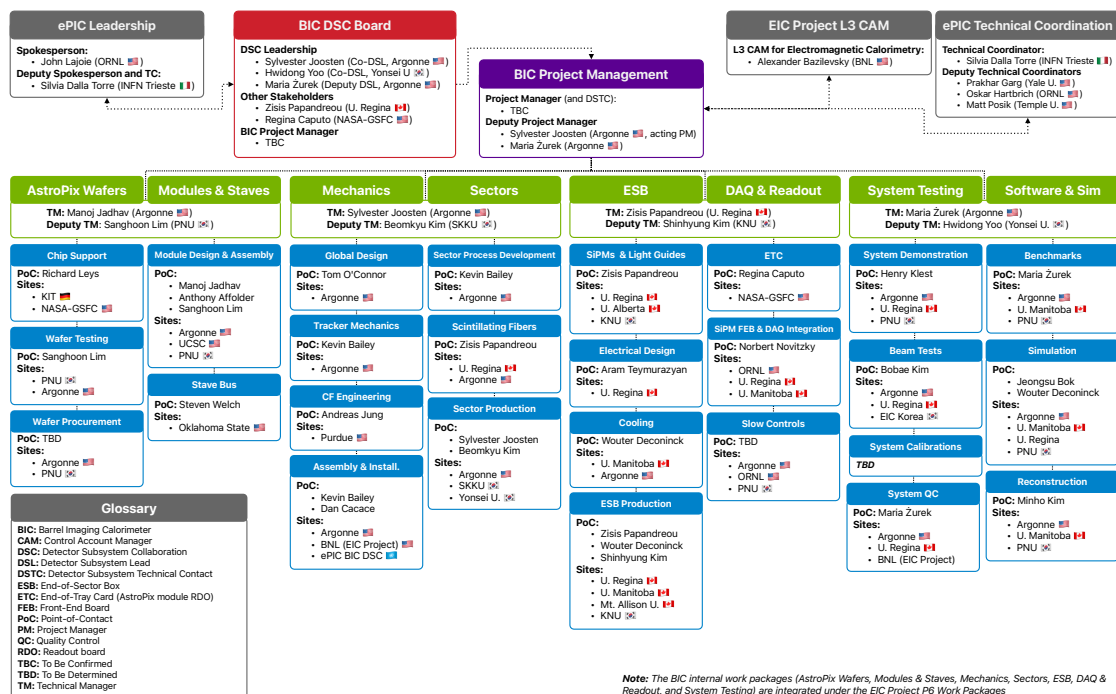 ePIC Leadership
Spokesperson:
• John Lajoie (ORNL 🇺🇸)
Deputy Spokesperson and TC:
• Silvia Dalla Torre (INFN Trieste 🇮🇹)
BIC DSC Board
DSC Leadership
• Sylvester Joosten (Co-DSL, Argonne 🇺🇸)
• Hwidong Yoo (Co-DSL, Yonsei U 🇰🇷)
• Maria Żurek (Deputy DSL, Argonne 🇺🇸)
Other Stakeholders
• Zisis Papandreou (U. Regina 🇨🇦)
• Regina Caputo (NASA-GSFC 🇺🇸)
BIC Project Manager
• TBC
BIC Project Management
Project Manager (and DSTC):
• TBC
Deputy Project Manager
• Sylvester Joosten (Argonne 🇺🇸, acting PM)
• Maria Żurek (Argonne 🇺🇸)
EIC Project L3 CAM
L3 CAM for Electromagnetic Calorimetry:
• Alexander Bazilevsky (BNL 🇺🇸)
ePIC Technical Coordination
Technical Coordinator:
• Silvia Dalla Torre (INFN Trieste 🇮🇹)
Deputy Technical Coordinators
• Prakhar Garg (Yale U. 🇺🇸)
• Oskar Hartbrich (ORNL 🇺🇸)
• Matt Posik (Temple U. 🇺🇸)
AstroPix Wafers
Modules & Staves
TM: Manoj Jadhav (Argonne 🇺🇸)
Deputy TM: Sanghoon Lim (PNU 🇰🇷)
Chip Support
PoC: Richard Leys
Sites:
• KIT 🇩🇪
• NASA-GSFC 🇺🇸
Wafer Testing
PoC: Sanghoon Lim
Sites:
• PNU 🇰🇷
• Argonne 🇺🇸
Wafer Procurement
PoC: TBD
Sites:
• Argonne 🇺🇸
• PNU 🇰🇷
Module Design & Assembly
PoC:
• Manoj Jadhav
• Anthony Affolder
• Sanghoon Lim
Sites:
• Argonne 🇺🇸
• UCSC 🇺🇸
• PNU 🇰🇷
Stave Bus
PoC: Steven Welch
Sites:
• Oklahoma State 🇺🇸
Mechanics
Sectors
TM: Sylvester Joosten (Argonne 🇺🇸)
Deputy TM: Beomkyu Kim (SKKU 🇰🇷)
Global Design
PoC: Tom O'Connor
Sites:
• Argonne 🇺🇸
Tracker Mechanics
PoC: Kevin Bailey
• Argonne 🇺🇸
CF Engineering
PoC: Andreas Jung
Sites:
• Purdue 🇺🇸
Assembly & Install.
PoC:
• Kevin Bailey
• Dan Cacace
Sites:
• Argonne 🇺🇸
• BNL (EIC Project) 🇺🇸
• ePIC BIC DSC 🇺🇳
Sector Process Development
PoC: Kevin Bailey
Sites:
• Argonne 🇺🇸
Scintillating Fibers
PoC: Zisis Papandreou
Sites:
• U. Regina 🇨🇦
• Argonne 🇺🇸
Sector Production
PoC:
• Sylvester Joosten
• Beomkyu Kim
Sites:
• Argonne 🇺🇸
• SKKU 🇰🇷
• Yonsei U. 🇰🇷
ESB
DAQ & Readout
TM: Zisis Papandreou (U. Regina 🇨🇦)
Deputy TM: Shinhyung Kim (KNU 🇰🇷)
SiPMs & Light Guides
PoC: Zisis Papandreou
Sites:
• U. Regina 🇨🇦
• U. Alberta 🇨🇦
• KNU 🇰🇷
Electrical Design
PoC: Aram Teymurazyan
Sites:
• U. Regina 🇨🇦
Cooling
PoC: Wouter Deconinck
Sites:
• U. Manitoba 🇨🇦
• Argonne 🇺🇸
ESB Production
PoC:
• Zisis Papandreou
• Wouter Deconinck
• Shinhyung Kim
Sites:
• U. Regina 🇨🇦
• U. Manitoba 🇨🇦
• Mt. Allison U. 🇨🇦
• KNU 🇰🇷
ETC
PoC: Regina Caputo
Sites:
• NASA-GSFC 🇺🇸
SiPM FEB & DAQ Integration
PoC: Norbert Novitzky
Sites:
• ORNL 🇺🇸
• U. Regina 🇨🇦
• U. Manitoba 🇨🇦
Slow Controls
PoC: TBD
Sites:
• Argonne 🇺🇸
• ORNL 🇺🇸
• PNU 🇰🇷
System Testing
Software & Sim
TM: Maria Żurek (Argonne 🇺🇸)
Deputy TM: Hwidong Yoo (Yonsei U. 🇰🇷)
System Demonstration
PoC: Henry Klest
Sites:
• Argonne 🇺🇸
• U. Regina 🇨🇦
• PNU 🇰🇷
Beam Tests
PoC: Bobae Kim
Sites:
• Argonne 🇺🇸
• U. Regina 🇨🇦
• EIC Korea 🇰🇷
System Calibrations
TBD
System QC
PoC: Maria Żurek
Sites:
• Argonne 🇺🇸
• U. Regina 🇨🇦
• BNL (EIC Project)
Benchmarks
PoC: Maria Żurek
Sites:
• Argonne 🇺🇸
• U. Manitoba 🇨🇦
• PNU 🇰🇷
Simulation
PoC:
• Jeongsu Bok
• Wouter Deconinck
Sites:
• Argonne 🇺🇸
• U. Manitoba 🇨🇦
• U. Regina
• PNU 🇰🇷
Reconstruction
PoC: Minho Kim
Sites:
• Argonne 🇺🇸
• U. Manitoba 🇨🇦
• PNU 🇰🇷
Glossary
BIC: Barrel Imaging Calorimeter
CAM: Control Account Manager
DSC: Detector Subsystem Collaboration
DSL: Detector Subsystem Lead
DSTC: Detector Subsystem Technical Contact
ESB: End-of-Sector Box
ETC: End-of-Tray Card (AstroPix module RDO)
FEB: Front-End Board
PoC: Point-of-Contact
PM: Project Manager
QC: Quality Control
RDO: Readout board
TBC: To Be Confirmed
TBD: To Be Determined
TM: Technical Manager
Note: The BIC internal work packages (AstroPix Wafers, Modules & Staves, Mechanics, Sectors, ESB, DAQ &
Readout, and System Testing) are integrated under the EIC Project P6 Work Packages